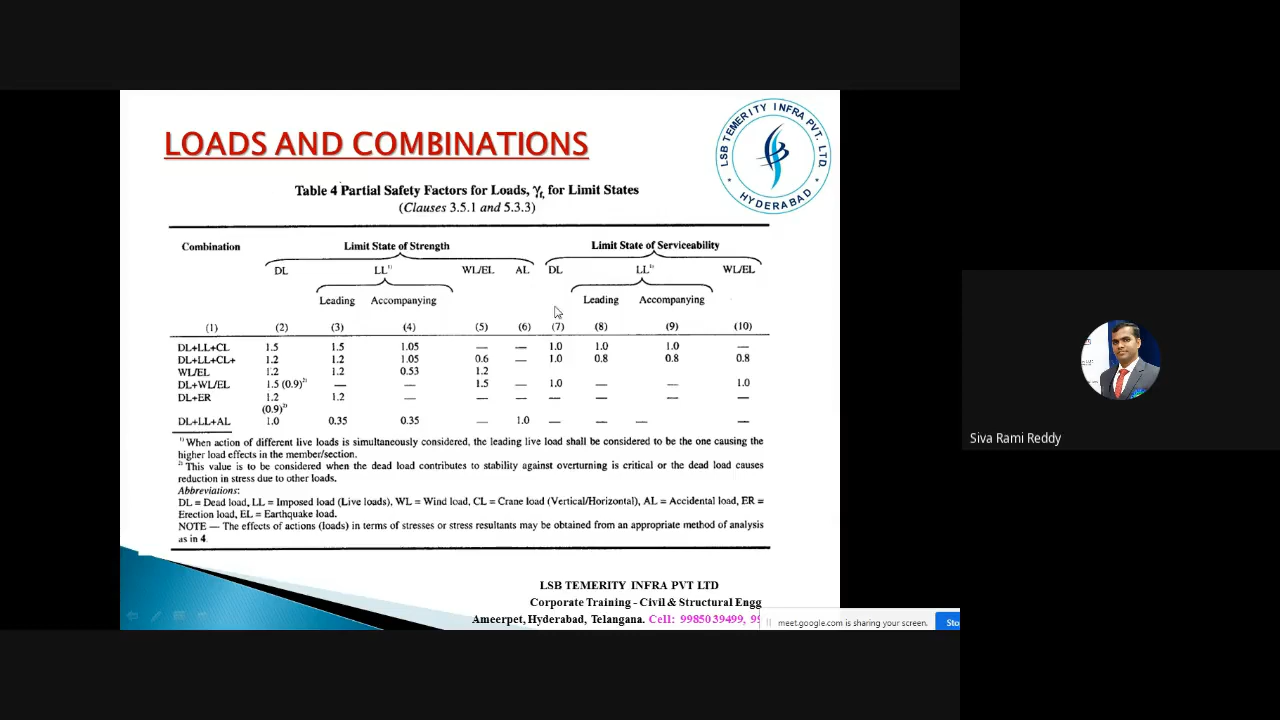 LOADS AND COMBINATIONS
LSB TEMERITY INFRA PVT. LTD
* HYDERABAD *
Table 4 Partial Safety Factors for Loads, γf, for Limit States
(Clauses 3.5.1 and 5.3.3)
Combination Limit State of Strength Limit State of Serviceability
DL LL1) WL/EL AL DL LL1) WL/EL
Leading Accompanying Leading Accompanying
(1) (2) (3) (4) (5) (6) (7) (8) (9) (10)
DL+LL+CL 1.5 1.5 1.05 — — 1.0 1.0 1.0 —
DL+LL+CL+ 1.2 1.2 1.05 0.6 — 1.0 0.8 0.8 0.8
WL/EL 1.2 1.2 0.53 1.2
DL+WL/EL 1.5 (0.9)2) — — 1.5 — 1.0 — — 1.0
DL+ER 1.2 1.2 — — — — — — —
(0.9)2)
DL+LL+AL 1.0 0.35 0.35 — 1.0 — — — —
1) When action of different live loads is simultaneously considered, the leading live load shall be considered to be the one causing the
higher load effects in the member/section.
2) This value is to be considered when the dead load contributes to stability against overturning is critical or the dead load causes
reduction in stress due to other loads.
Abbreviations:
DL = Dead load, LL = Imposed load (Live loads), WL = Wind load, CL = Crane load (Vertical/Horizontal), AL = Accidental load, ER =
Erection load, EL = Earthquake load.
NOTE — The effects of actions (loads) in terms of stresses or stress resultants may be obtained from an appropriate method of analysis
as in 4.
LSB TEMERITY INFRA PVT LTD
Corporate Training - Civil & Structural Engg
Ameerpet, Hyderabad, Telangana. Cell: 9985039499, 99
meet.google.com is sharing your screen.
Sto
Siva Rami Reddy